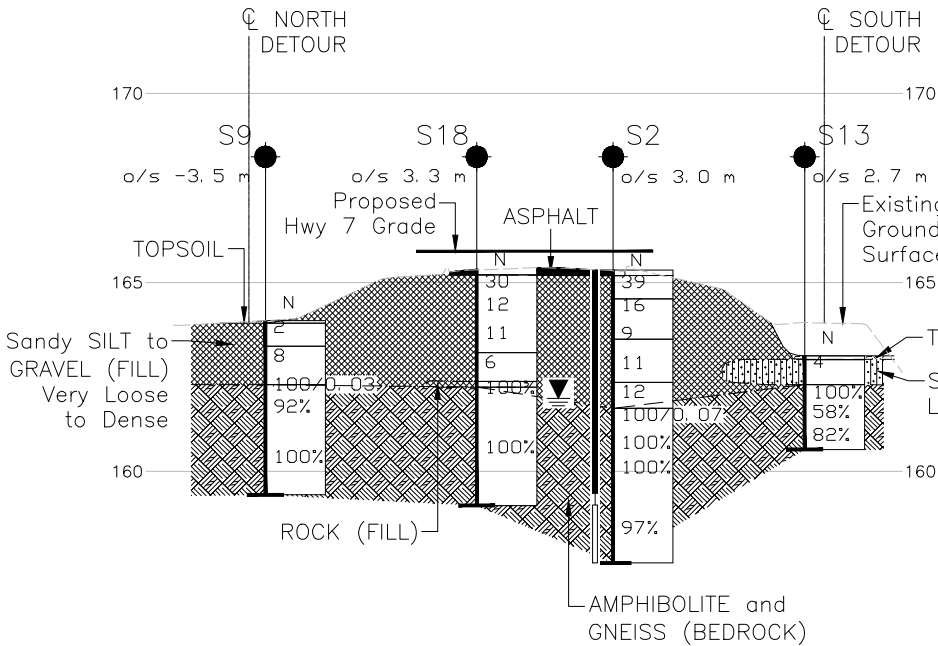 ℄ NORTH
DETOUR
℄ SOUTH
DETOUR
170
170
S9
S18
S2
S13
o/s -3.5 m
o/s 3.3 m
o/s 3.0 m
o/s 2.7 m
Proposed
Hwy 7 Grade
ASPHALT
Existing
Ground
Surface
TOPSOIL
165
165
N
N
N
N
30
12
11
6
100%
100%
39
16
9
11
12
100/0.07
100%
100%
97%
2
8
100/0.03
92%
100%
4
100%
58%
82%
Sandy SILT to
GRAVEL (FILL)
Very Loose
to Dense
T
S
L
160
160
ROCK (FILL)
AMPHIBOLITE and
GNEISS (BEDROCK)